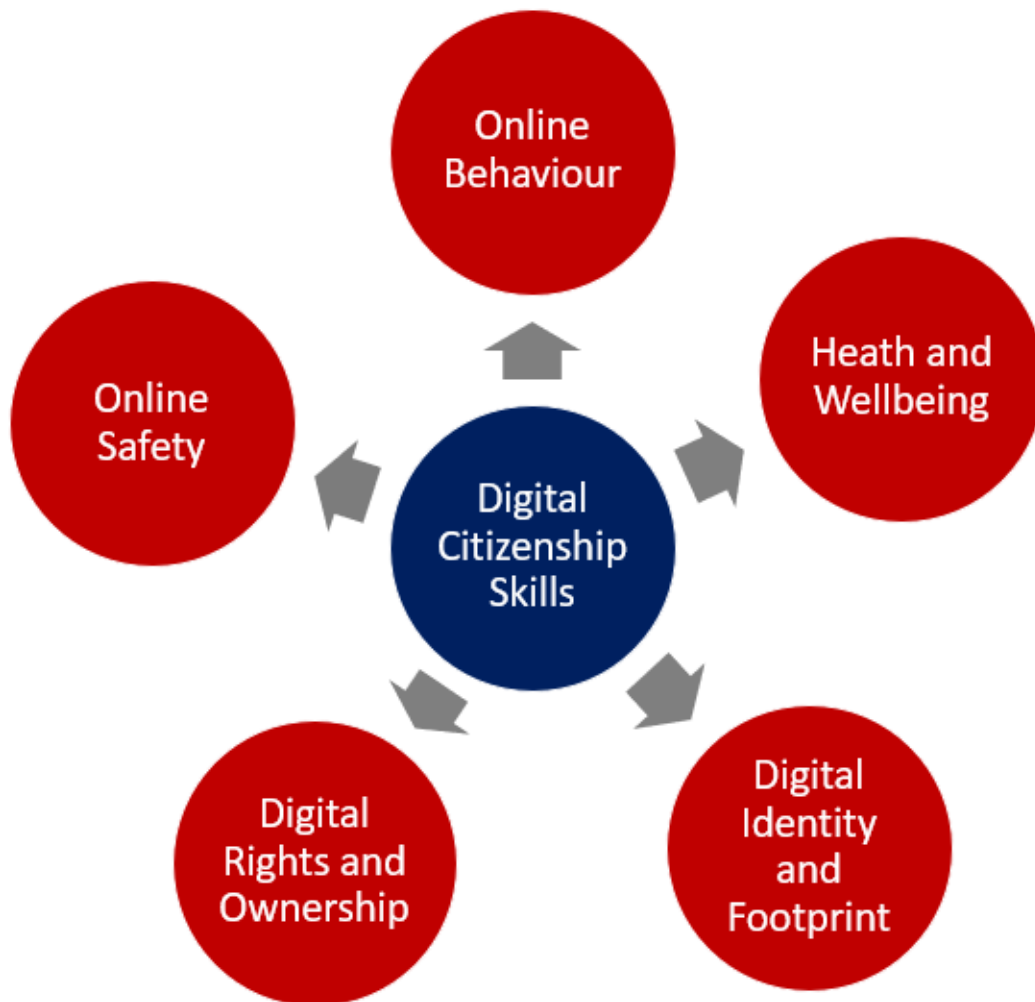 Online
Behaviour
Heath and
Wellbeing
Online
Safety
Digital
Citizenship
Skills
Digital
Rights and
Ownership
Digital
Identity
and
Footprint